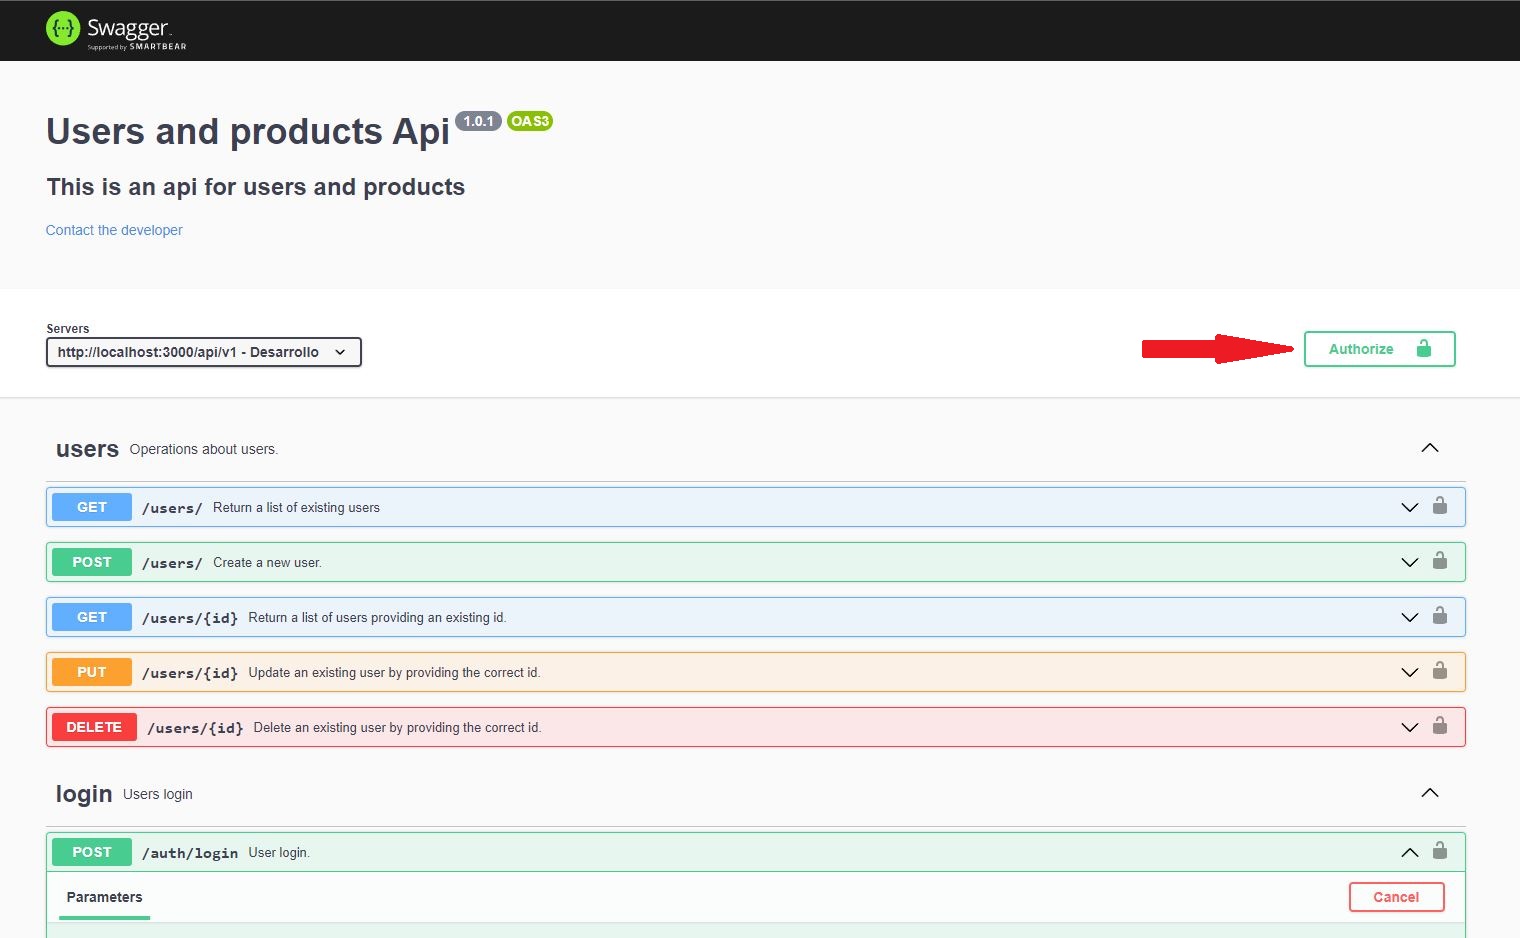 Swagger
Supported by SMARTBEAR
Users and products Api 1.0.1 OAS3
This is an api for users and products
Contact the developer
Servers
http://localhost:3000/api/v1 - Desarrollo
Authorize
users Operations about users.
GET /users/ Return a list of existing users
POST /users/ Create a new user.
GET /users/{id} Return a list of users providing an existing id.
PUT /users/{id} Update an existing user by providing the correct id.
DELETE /users/{id} Delete an existing user by providing the correct id.
login Users login
POST /auth/login User login.
Parameters
Cancel